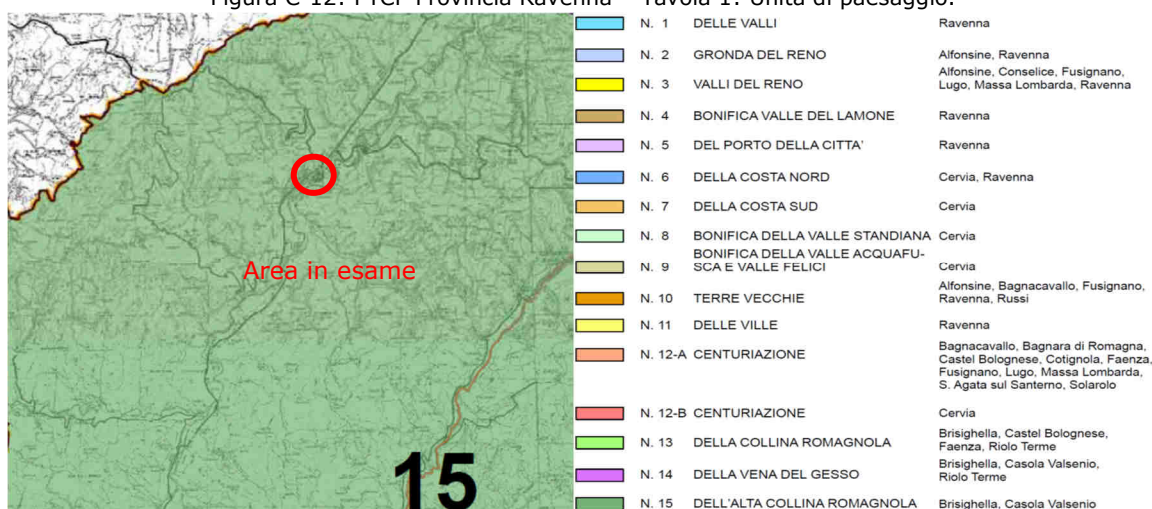 Figura C 12: PTCP Provincia Ravenna – Tavola 1: Unità di paesaggio.
Area in esame
15
N. 1 DELLE VALLI Ravenna
N. 2 GRONDA DEL RENO Alfonsine, Ravenna
N. 3 VALLI DEL RENO Alfonsine, Conselice, Fusignano,
Lugo, Massa Lombarda, Ravenna
N. 4 BONIFICA VALLE DEL LAMONE Ravenna
N. 5 DEL PORTO DELLA CITTA' Ravenna
N. 6 DELLA COSTA NORD Cervia, Ravenna
N. 7 DELLA COSTA SUD Cervia
N. 8 BONIFICA DELLA VALLE STANDIANA Cervia
BONIFICA DELLA VALLE ACQUAFU-
N. 9 SCA E VALLE FELICI Cervia
N. 10 TERRE VECCHIE Alfonsine, Bagnacavallo, Fusignano,
Ravenna, Russi
N. 11 DELLE VILLE Ravenna
N. 12-A CENTURIAZIONE Bagnacavallo, Bagnara di Romagna,
Castel Bolognese, Cotignola, Faenza,
Fusignano, Lugo, Massa Lombarda,
S. Agata sul Santerno, Solarolo
N. 12-B CENTURIAZIONE Cervia
N. 13 DELLA COLLINA ROMAGNOLA Brisighella, Castel Bolognese,
Faenza, Riolo Terme
N. 14 DELLA VENA DEL GESSO Brisighella, Casola Valsenio,
Riolo Terme
N. 15 DELL'ALTA COLLINA ROMAGNOLA Brisighella, Casola Valsenio